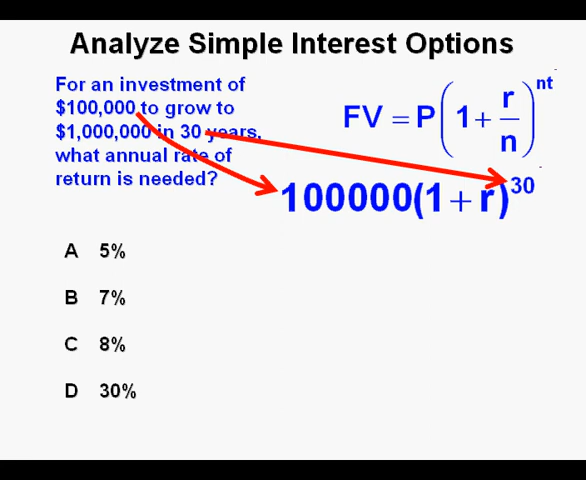 Analyze Simple Interest Options
For an investment of
$100,000 to grow to
$1,000,000 in 30 years,
what annual rate of
return is needed?
FV = P(1 + r/n)^nt
100000(1 + r)^30
A 5%
B 7%
C 8%
D 30%